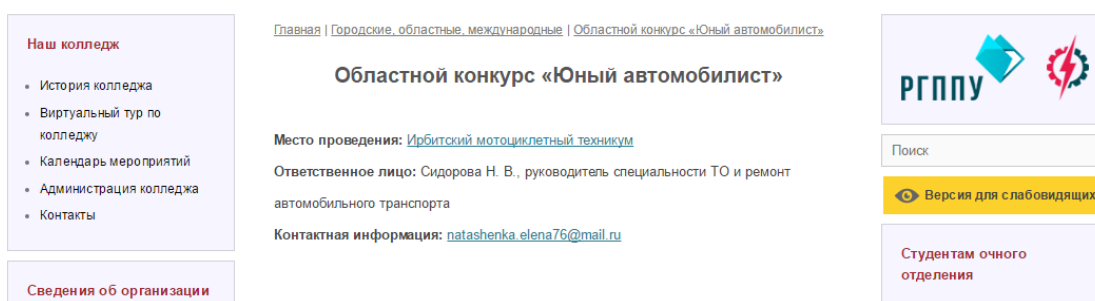 Наш колледж
История колледжа
Виртуальный тур по
колледжу
Календарь мероприятий
Администрация колледжа
Контакты
Сведения об организации
Главная | Городские, областные, международные | Областной конкурс «Юный автомобилист»
Областной конкурс «Юный автомобилист»
Место проведения: Ирбитский мотоциклетный техникум
Ответственное лицо: Сидорова Н. В., руководитель специальности ТО и ремонт
автомобильного транспорта
Контактная информация: natashenka.elena76@mail.ru
РГППУ
Поиск
Версия для слабовидящих
Студентам очного
отделения